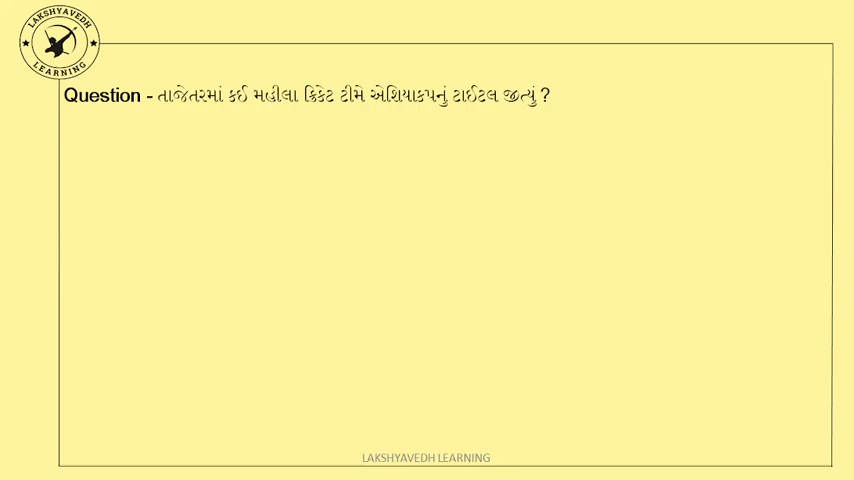 LAKSHYAVEDH
LEARNING
Question - તાજેતરમાં કઈ મહીલા ક્રિકેટ ટીમે એશિયાકપનું ટાઈટલ જીત્યું ?
LAKSHYAVEDH LEARNING